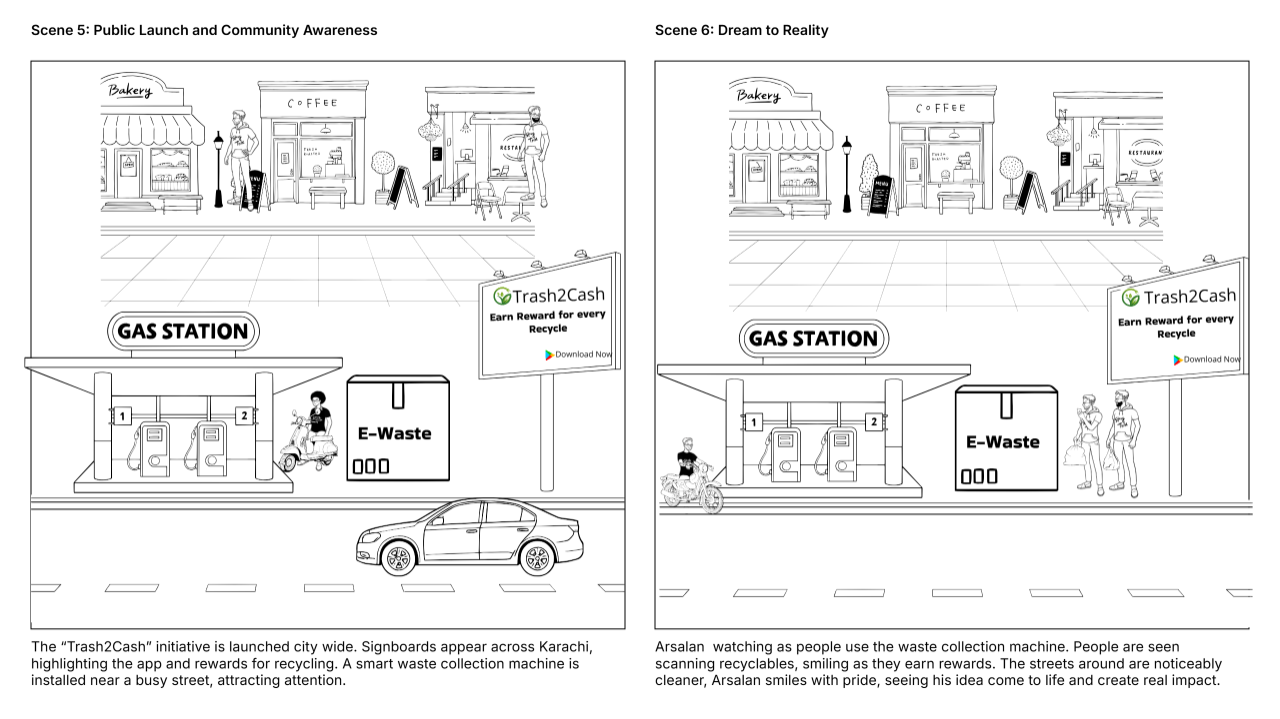 Scene 5: Public Launch and Community Awareness
Bakery
COFFEE
MENU
RESTAURAN
Trash2Cash
Earn Reward for every
Recycle
Download Now
GAS STATION
1
2
E-Waste
The “Trash2Cash” initiative is launched city wide. Signboards appear across Karachi,
highlighting the app and rewards for recycling. A smart waste collection machine is
installed near a busy street, attracting attention.
Scene 6: Dream to Reality
Bakery
COFFEE
MENU
RESTAURAN
Trash2Cash
Earn Reward for every
Recycle
Download Now
GAS STATION
1
2
E-Waste
Arsalan watching as people use the waste collection machine. People are seen
scanning recyclables, smiling as they earn rewards. The streets around are noticeably
cleaner, Arsalan smiles with pride, seeing his idea come to life and create real impact.